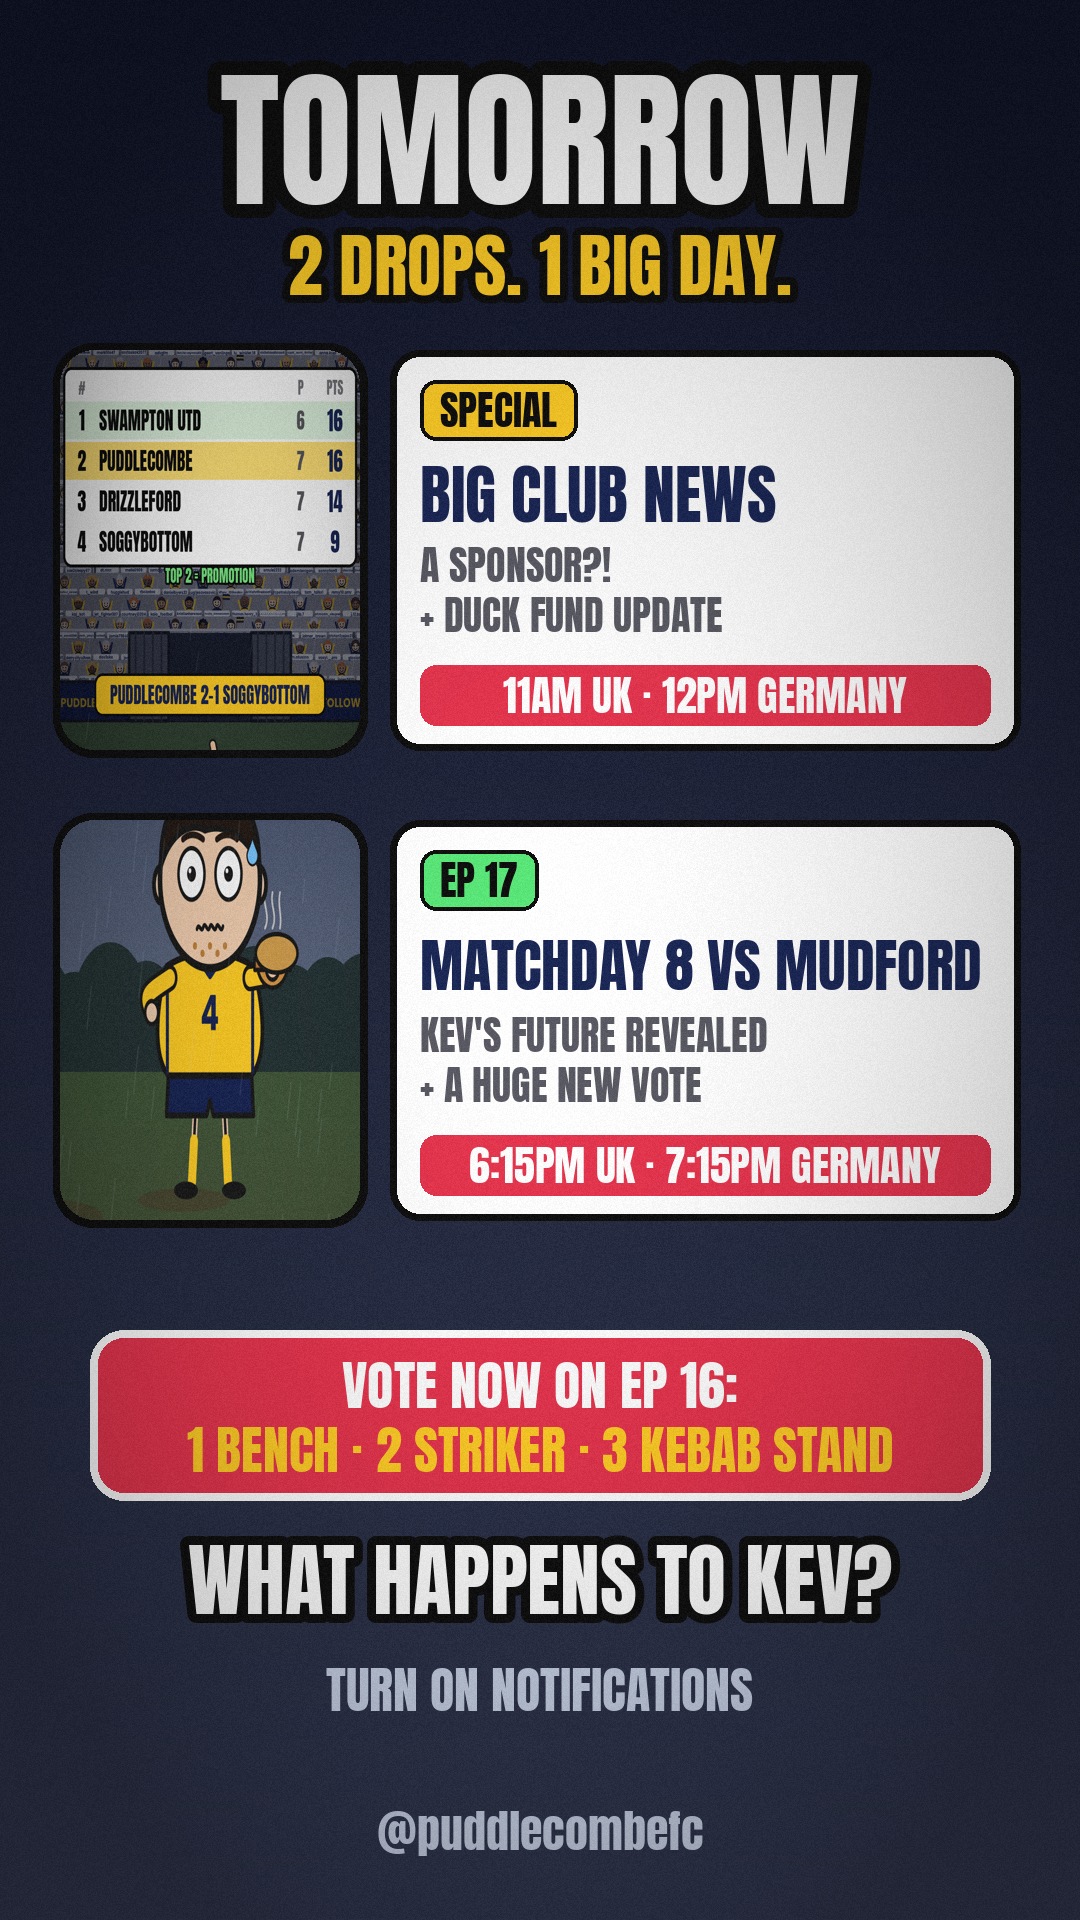 TOMORROW
2 DROPS. 1 BIG DAY.
# P PTS
1 SWAMPTON UTD 6 16
2 PUDDLECOMBE 7 16
3 DRIZZLEFORD 7 14
4 SOGGYBOTTOM 7 9
TOP 2 = PROMOTION
PUDDLECOMBE 2-1 SOGGYBOTTOM
SPECIAL
BIG CLUB NEWS
A SPONSOR?!
+ DUCK FUND UPDATE
11AM UK · 12PM GERMANY
4
EP 17
MATCHDAY 8 VS MUDFORD
KEV'S FUTURE REVEALED
+ A HUGE NEW VOTE
6:15PM UK · 7:15PM GERMANY
VOTE NOW ON EP 16:
1 BENCH · 2 STRIKER · 3 KEBAB STAND
WHAT HAPPENS TO KEV?
TURN ON NOTIFICATIONS
@puddlecombefc